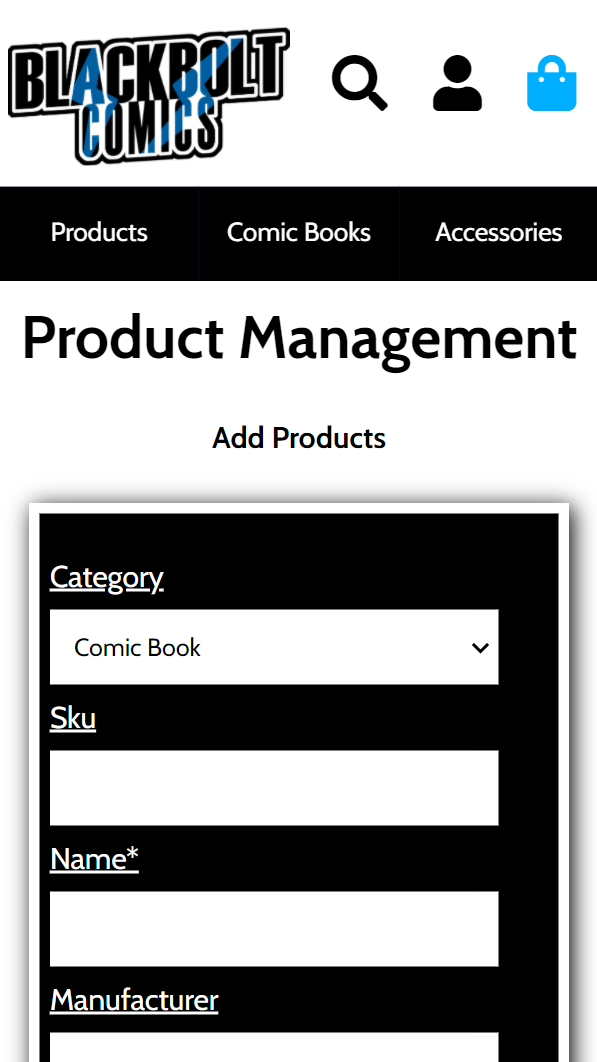 BLACKBOLT
COMICS
Products Comic Books Accessories
Product Management
Add Products
Category
Comic Book
Sku
Name*
Manufacturer